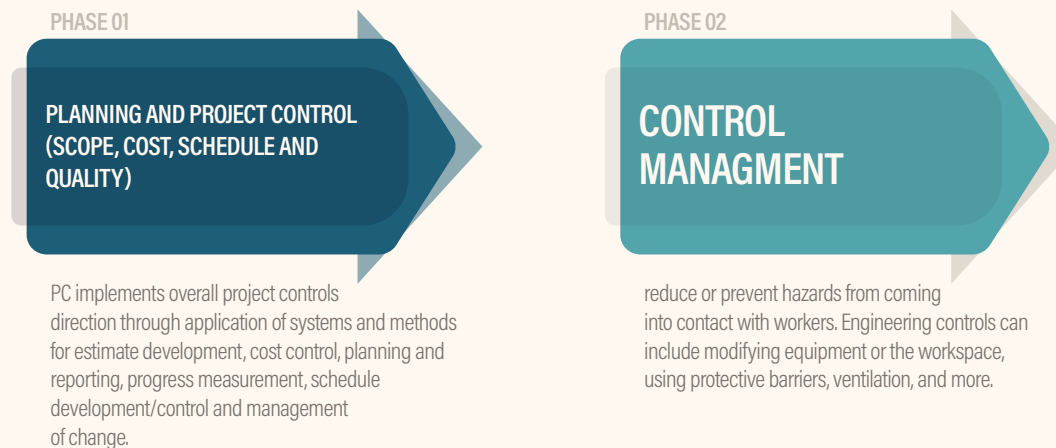 PHASE 01
PLANNING AND PROJECT CONTROL
(SCOPE, COST, SCHEDULE AND
QUALITY)
PC implements overall project controls
direction through application of systems and methods
for estimate development, cost control, planning and
reporting, progress measurement, schedule
development/control and management
of change.
PHASE 02
CONTROL
MANAGMENT
reduce or prevent hazards from coming
into contact with workers. Engineering controls can
include modifying equipment or the workspace,
using protective barriers, ventilation, and more.